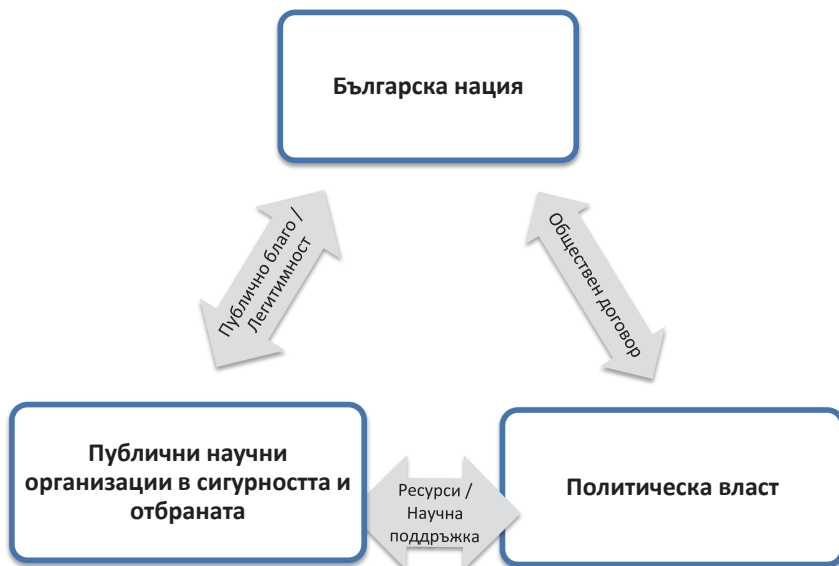 Българска нация
Публично благо /
Легитимност
Обществен договор
Публични научни
организации в сигурността и
отбраната
Ресурси /
Научна
поддръжка
Политическа власт